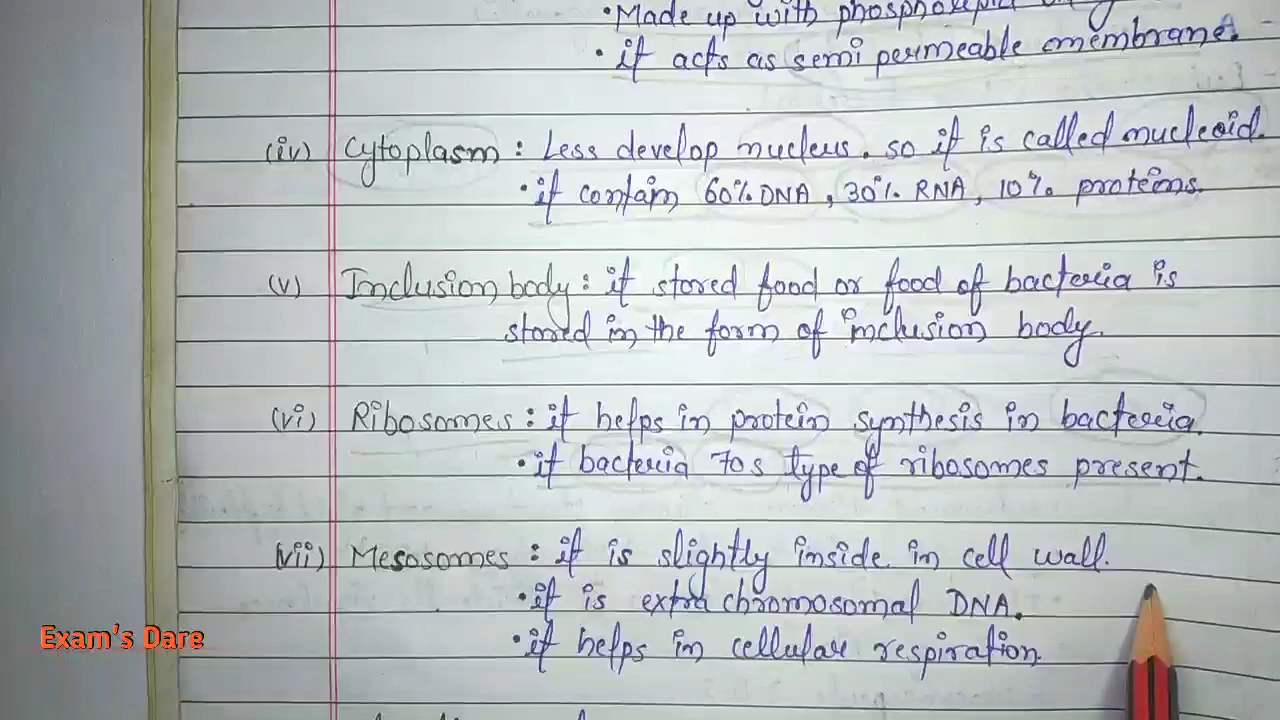 • Made up with phospholipid
• it acts as semi permeable membrane.
(iv) Cytoplasm : Less develop nucleus. so it is called nucleoid.
• it contain 60% DNA, 30% RNA, 10% proteins.
(v) Inclusion body : it stored food or food of bacteria is
stored in the form of inclusion body.
(vi) Ribosomes : it helps in protein synthesis in bacteria.
• if bacteria 70s type of ribosomes present.
(vii) Mesosomes : it is slightly inside in cell wall.
• it is extra chromosomal DNA.
• it helps in cellular respiration.
Exam's Dare